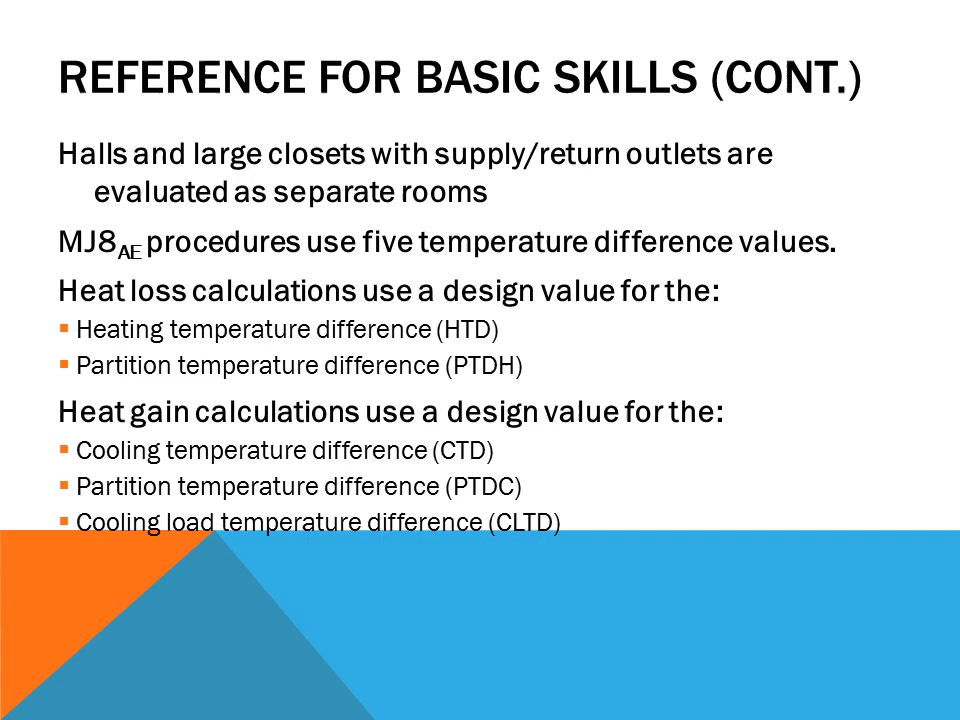 REFERENCE FOR BASIC SKILLS (CONT.)
Halls and large closets with supply/return outlets are
evaluated as separate rooms
MJ8AE procedures use five temperature difference values.
Heat loss calculations use a design value for the:
▪ Heating temperature difference (HTD)
▪ Partition temperature difference (PTDH)
Heat gain calculations use a design value for the:
▪ Cooling temperature difference (CTD)
▪ Partition temperature difference (PTDC)
▪ Cooling load temperature difference (CLTD)